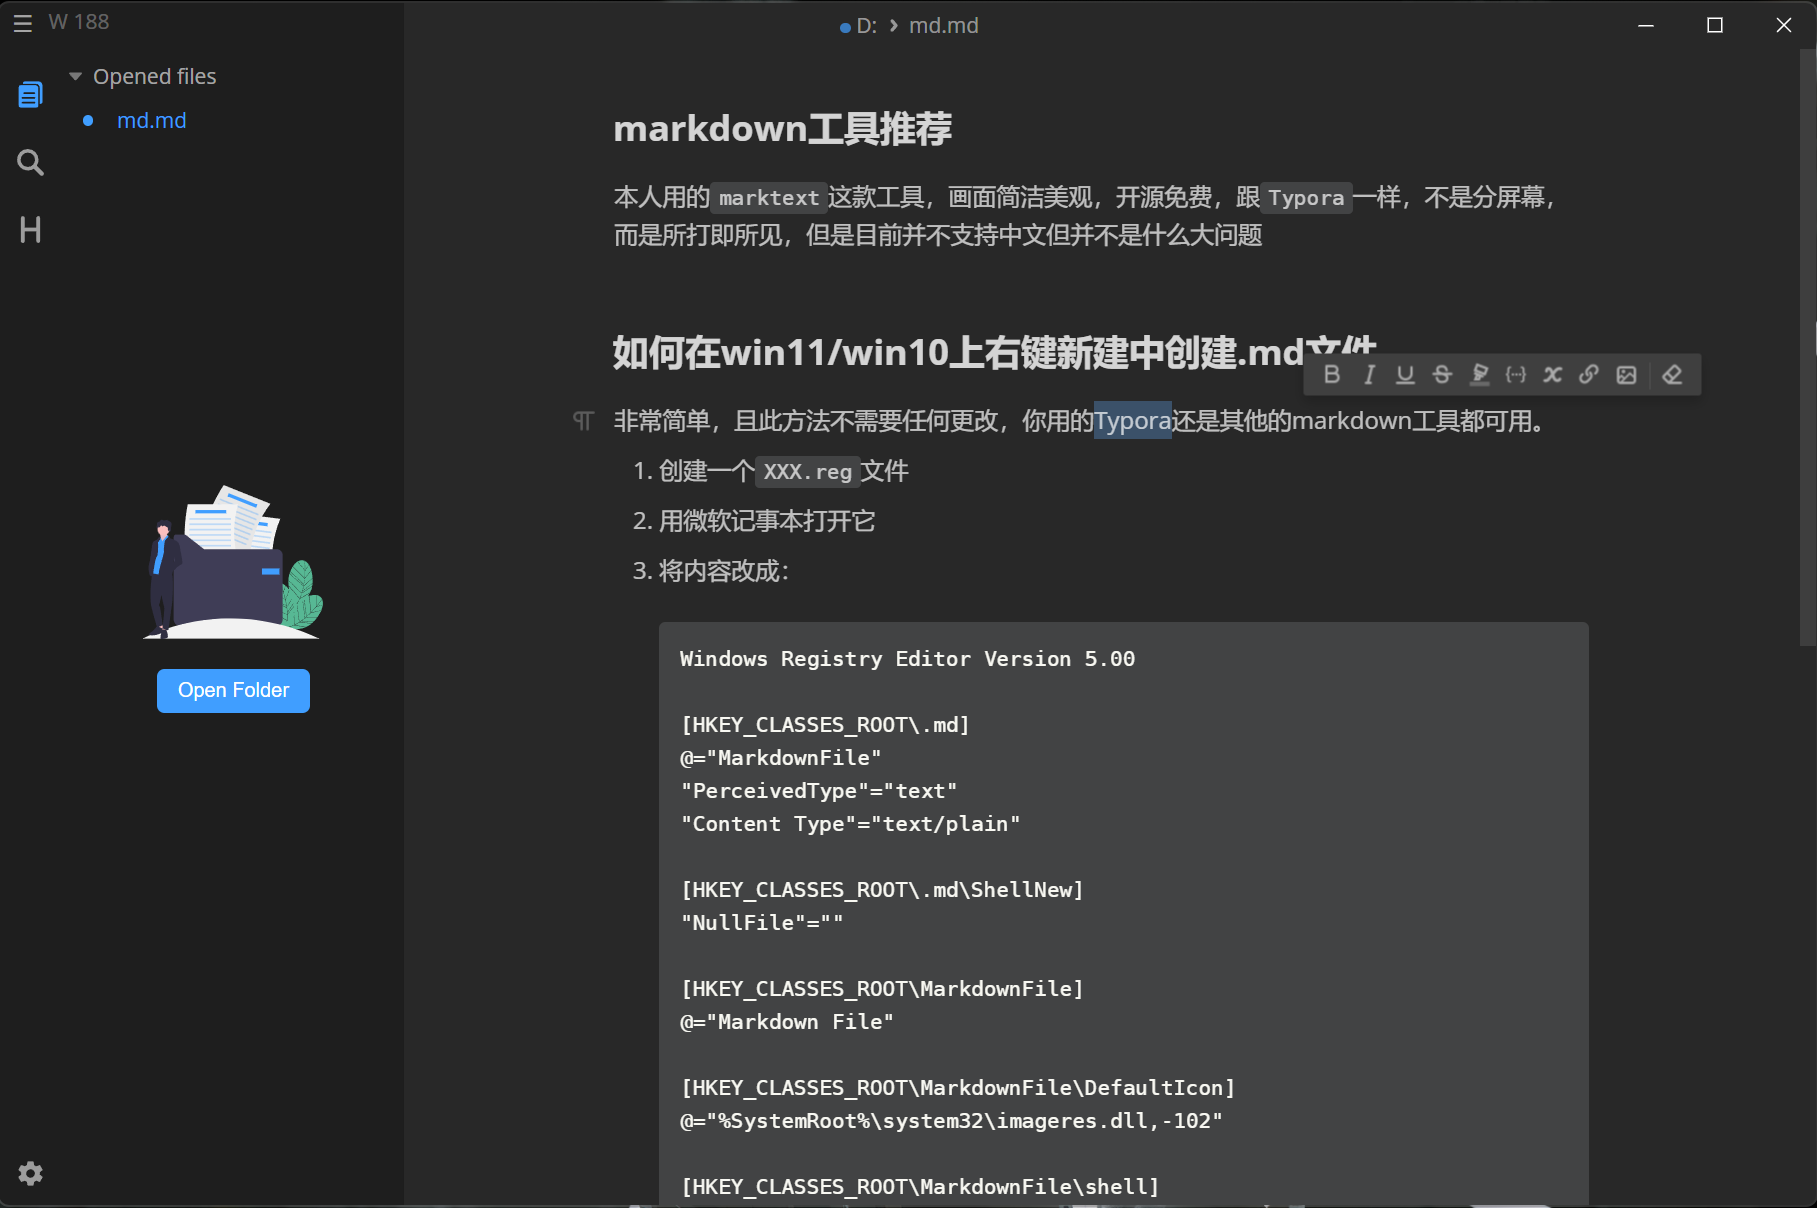 W 188
D: › md.md
Opened files
md.md
Open Folder
markdown工具推荐
本人用的 marktext 这款工具，画面简洁美观，开源免费，跟 Typora 一样，不是分屏幕，
而是所打即所见，但是目前并不支持中文但并不是什么大问题
如何在win11/win10上右键新建中创建.md文件
B I U S
非常简单，且此方法不需要任何更改，你用的Typora还是其他的markdown工具都可用。
1. 创建一个 XXX.reg 文件
2. 用微软记事本打开它
3. 将内容改成：
Windows Registry Editor Version 5.00
[HKEY_CLASSES_ROOT\.md]
@="MarkdownFile"
"PerceivedType"="text"
"Content Type"="text/plain"
[HKEY_CLASSES_ROOT\.md\ShellNew]
"NullFile"=""
[HKEY_CLASSES_ROOT\MarkdownFile]
@="Markdown File"
[HKEY_CLASSES_ROOT\MarkdownFile\DefaultIcon]
@="%SystemRoot%\system32\imageres.dll,-102"
[HKEY_CLASSES_ROOT\MarkdownFile\shell]